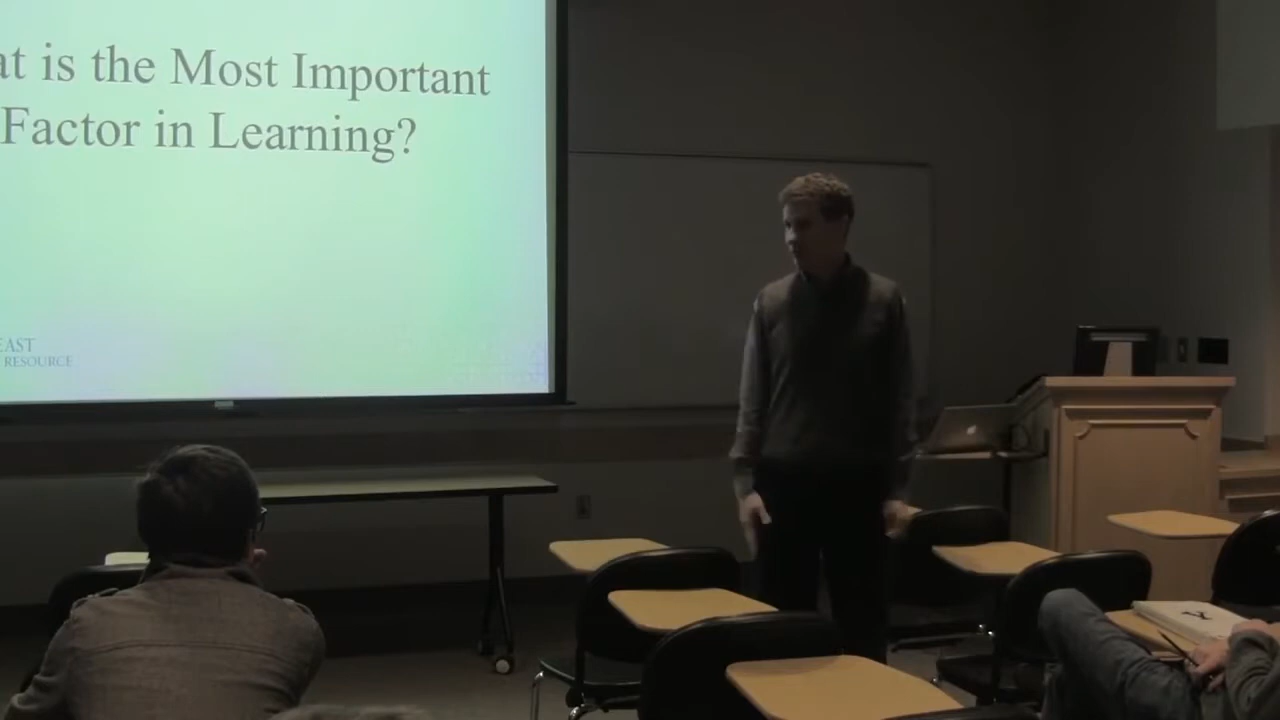 at is the Most Important
Factor in Learning?
EAST
RESOURCE